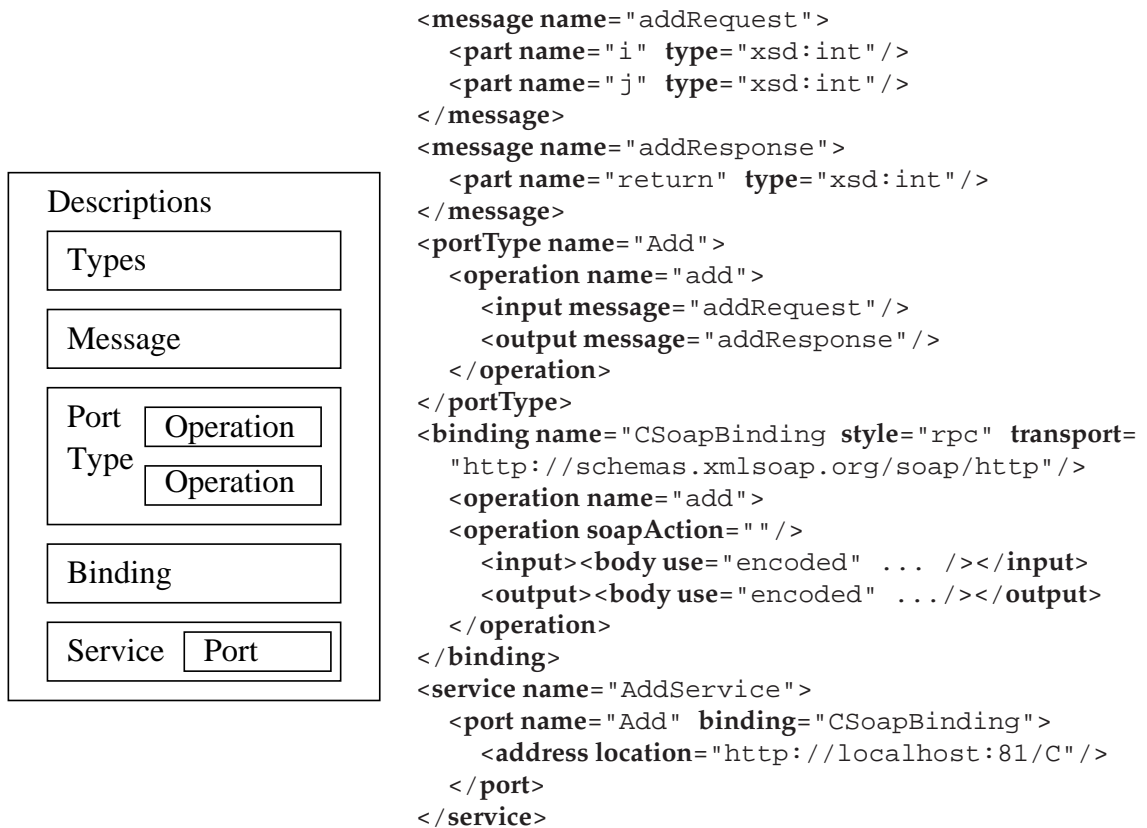 Descriptions
Types
Message
Port
Type
Operation
Operation
Binding
Service
Port
<message name="addRequest">
<part name="i" type="xsd:int"/>
<part name="j" type="xsd:int"/>
</message>
<message name="addResponse">
<part name="return" type="xsd:int"/>
</message>
<portType name="Add">
<operation name="add">
<input message="addRequest"/>
<output message="addResponse"/>
</operation>
</portType>
<binding name="CSoapBinding style="rpc" transport=
"http://schemas.xmlsoap.org/soap/http"/>
<operation name="add">
<operation soapAction=""/>
<input><body use="encoded" ... /></input>
<output><body use="encoded" .../></output>
</operation>
</binding>
<service name="AddService">
<port name="Add" binding="CSoapBinding">
<address location="http://localhost:81/C"/>
</port>
</service>